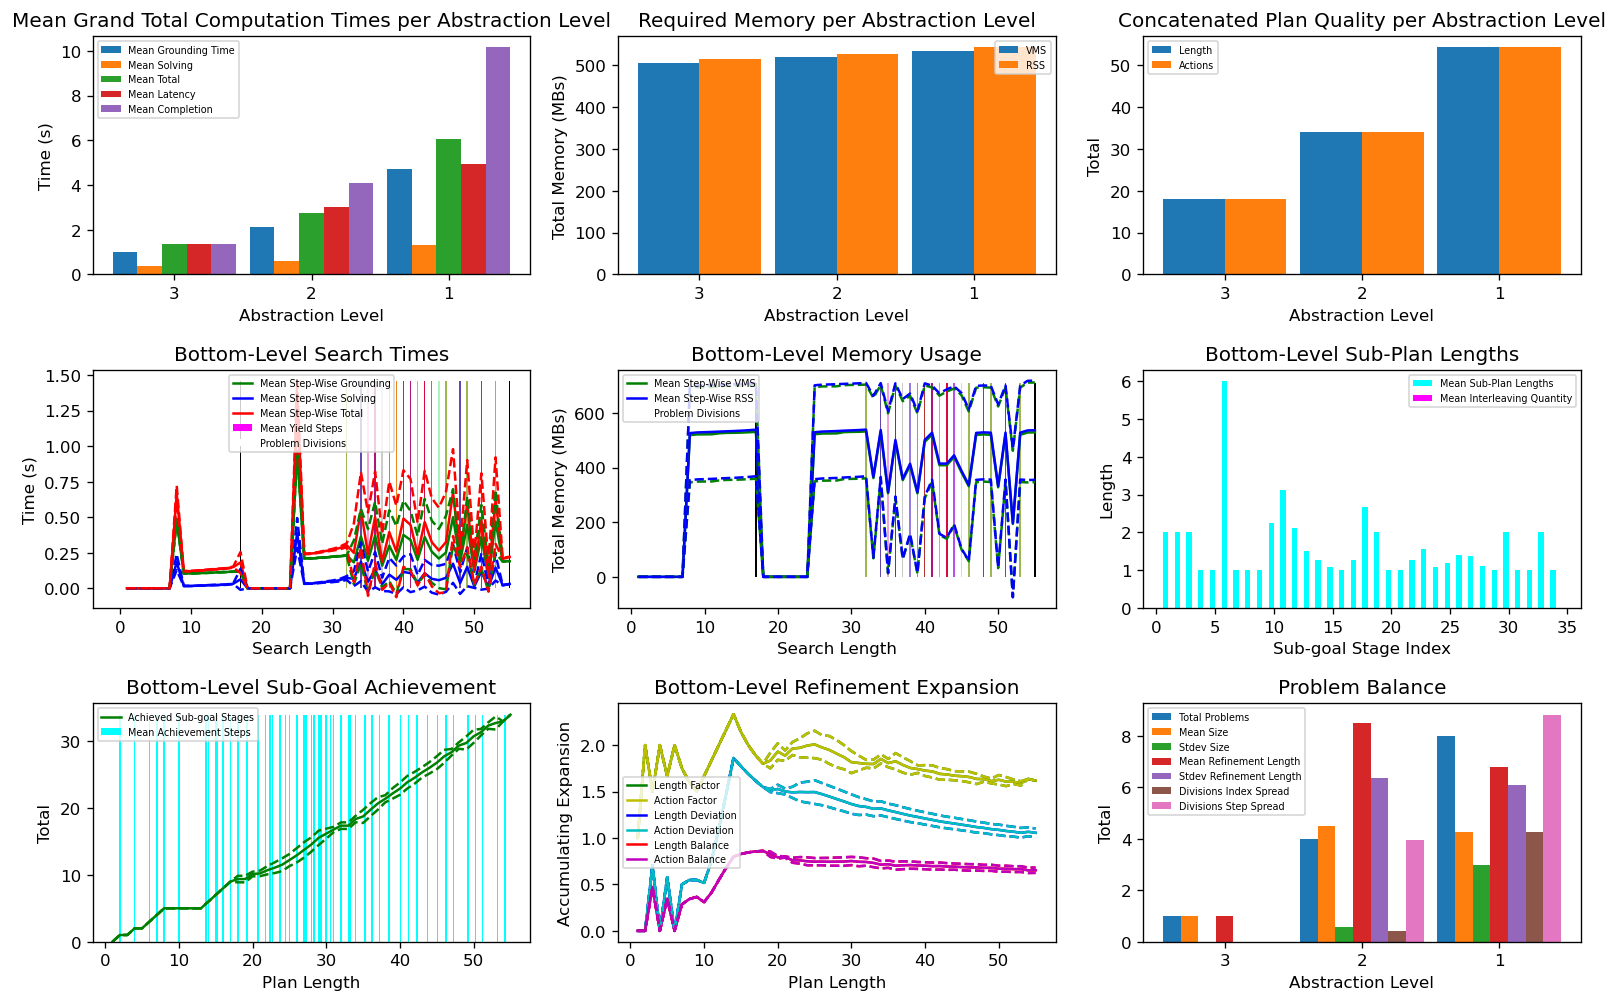 Mean Grand Total Computation Times per Abstraction Level
Time (s)
10
8
6
4
2
0
Mean Grounding Time
Mean Solving
Mean Total
Mean Latency
Mean Completion
3 2 1
Abstraction Level
Required Memory per Abstraction Level
Total Memory (MBs)
500
400
300
200
100
0
VMS
RSS
3 2 1
Abstraction Level
Concatenated Plan Quality per Abstraction Level
Total
50
40
30
20
10
0
Length
Actions
3 2 1
Abstraction Level
Bottom-Level Search Times
Time (s)
1.50
1.25
1.00
0.75
0.50
0.25
0.00
Mean Step-Wise Grounding
Mean Step-Wise Solving
Mean Step-Wise Total
Mean Yield Steps
Problem Divisions
0 10 20 30 40 50
Search Length
Bottom-Level Memory Usage
Total Memory (MBs)
600
400
200
0
Mean Step-Wise VMS
Mean Step-Wise RSS
Problem Divisions
0 10 20 30 40 50
Search Length
Bottom-Level Sub-Plan Lengths
Length
6
5
4
3
2
1
0
Mean Sub-Plan Lengths
Mean Interleaving Quantity
0 5 10 15 20 25 30 35
Sub-goal Stage Index
Bottom-Level Sub-Goal Achievement
Total
30
20
10
0
Achieved Sub-goal Stages
Mean Achievement Steps
0 10 20 30 40 50
Plan Length
Bottom-Level Refinement Expansion
Accumulating Expansion
2.0
1.5
1.0
0.5
0.0
Length Factor
Action Factor
Length Deviation
Action Deviation
Length Balance
Action Balance
0 10 20 30 40 50
Plan Length
Problem Balance
Total
8
6
4
2
0
Total Problems
Mean Size
Stdev Size
Mean Refinement Length
Stdev Refinement Length
Divisions Index Spread
Divisions Step Spread
3 2 1
Abstraction Level